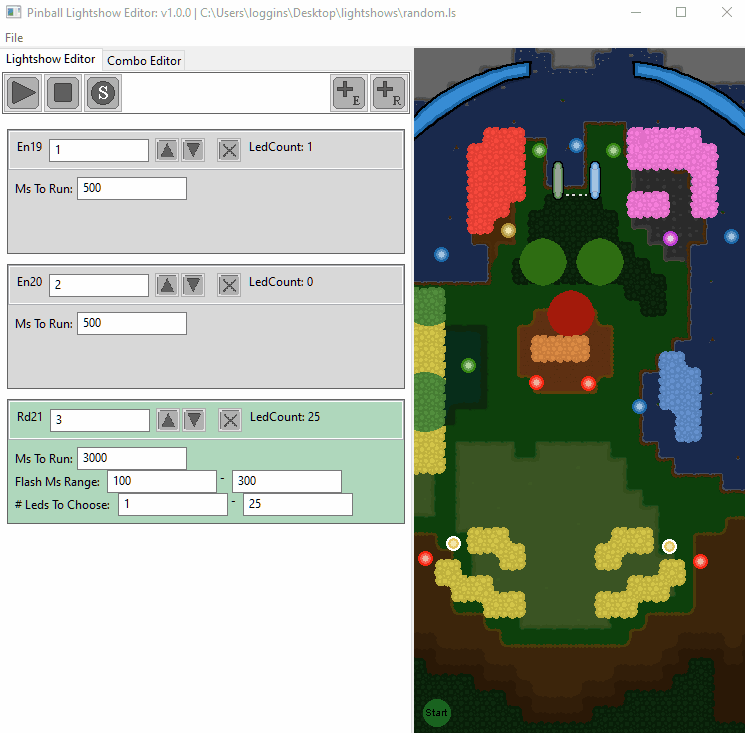 Pinball Lightshow Editor: v1.0.0 | C:\Users\loggins\Desktop\lightshows\random.ls
File
Lightshow Editor Combo Editor
S E R
En19 1 LedCount: 1
Ms To Run: 500
En20 2 LedCount: 0
Ms To Run: 500
Rd21 3 LedCount: 25
Ms To Run: 3000
Flash Ms Range: 100 - 300
# Leds To Choose: 1 - 25
Start